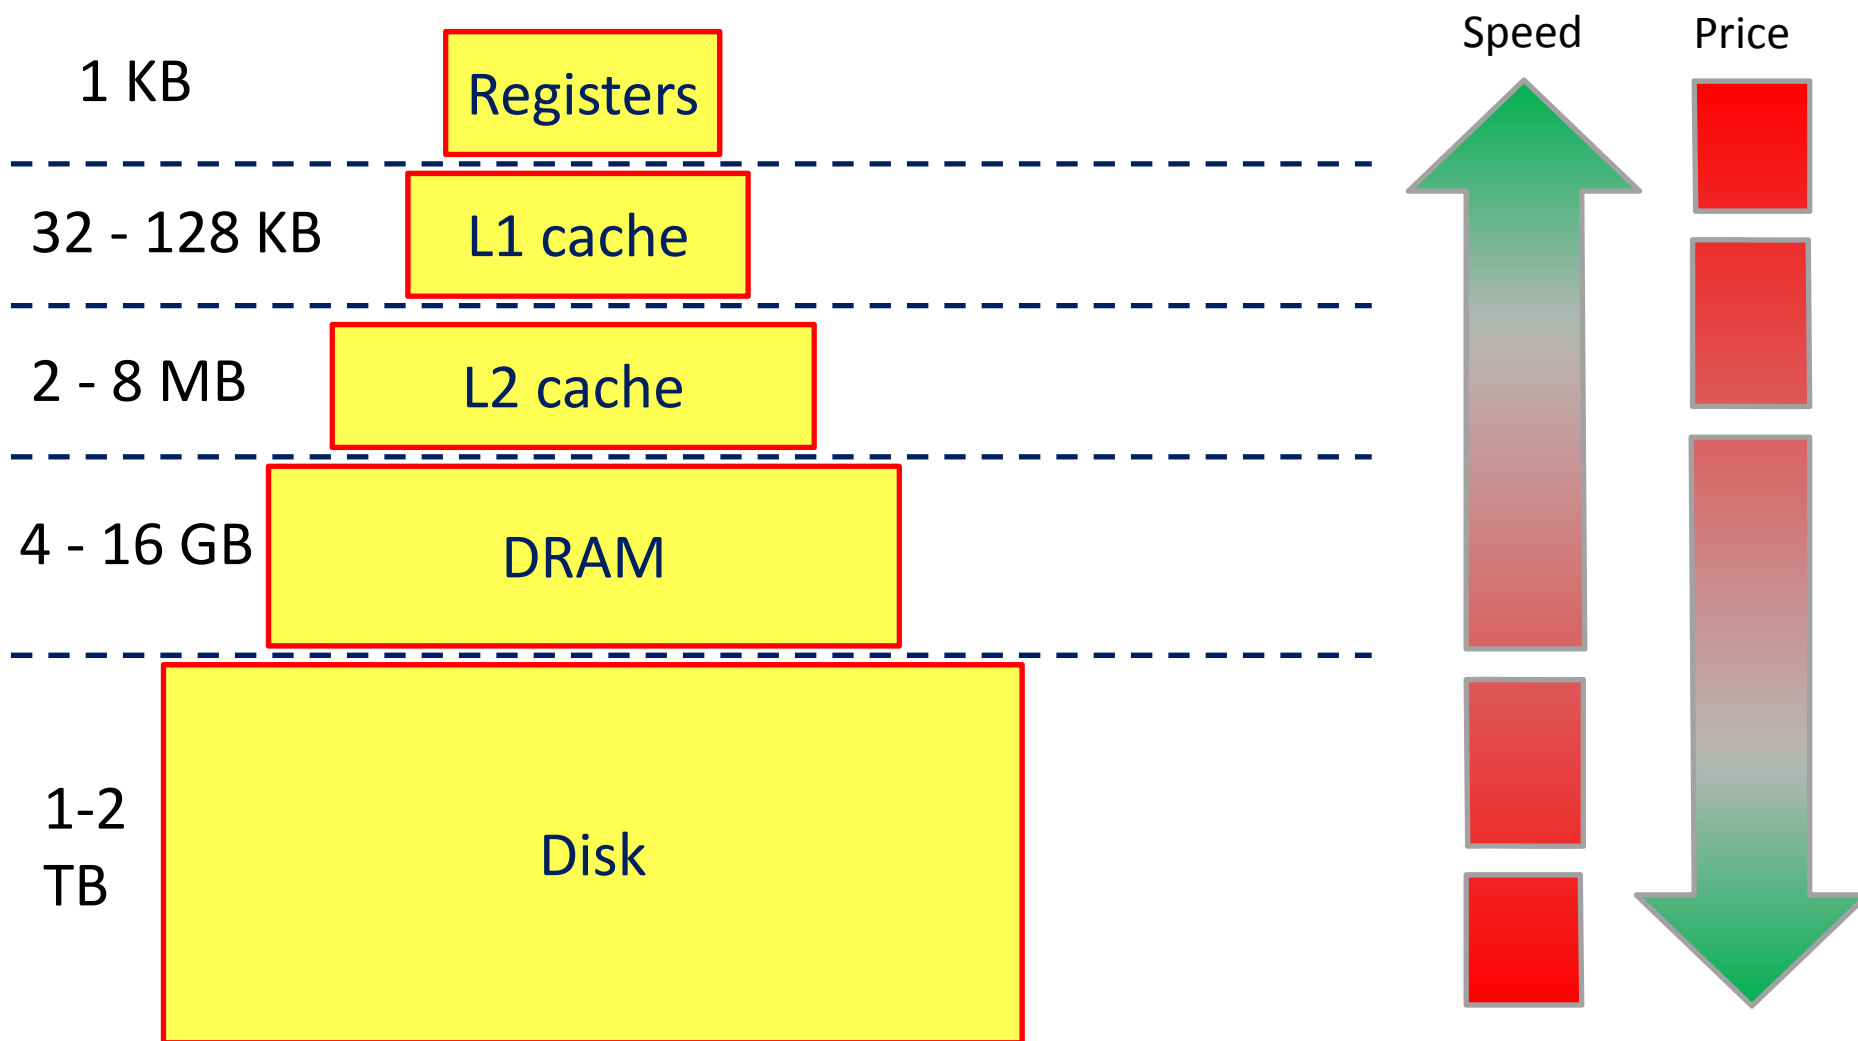 Speed Price
1 KB Registers
32 - 128 KB L1 cache
2 - 8 MB L2 cache
4 - 16 GB DRAM
1-2
TB
Disk